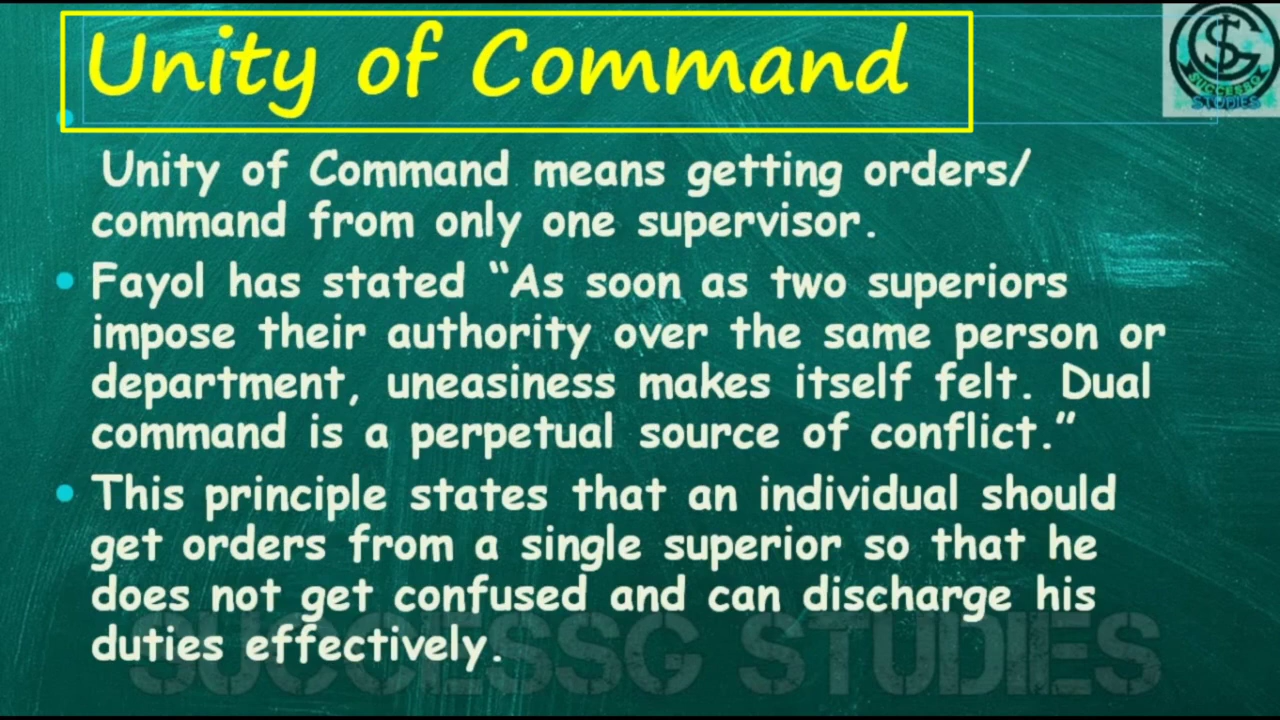 Unity of Command
SUCCESSG
STUDIES
Unity of Command means getting orders/
command from only one supervisor.
Fayol has stated “As soon as two superiors
impose their authority over the same person or
department, uneasiness makes itself felt. Dual
command is a perpetual source of conflict.”
This principle states that an individual should
get orders from a single superior so that he
does not get confused and can discharge his
duties effectively.
SUCCESSG STUDIES